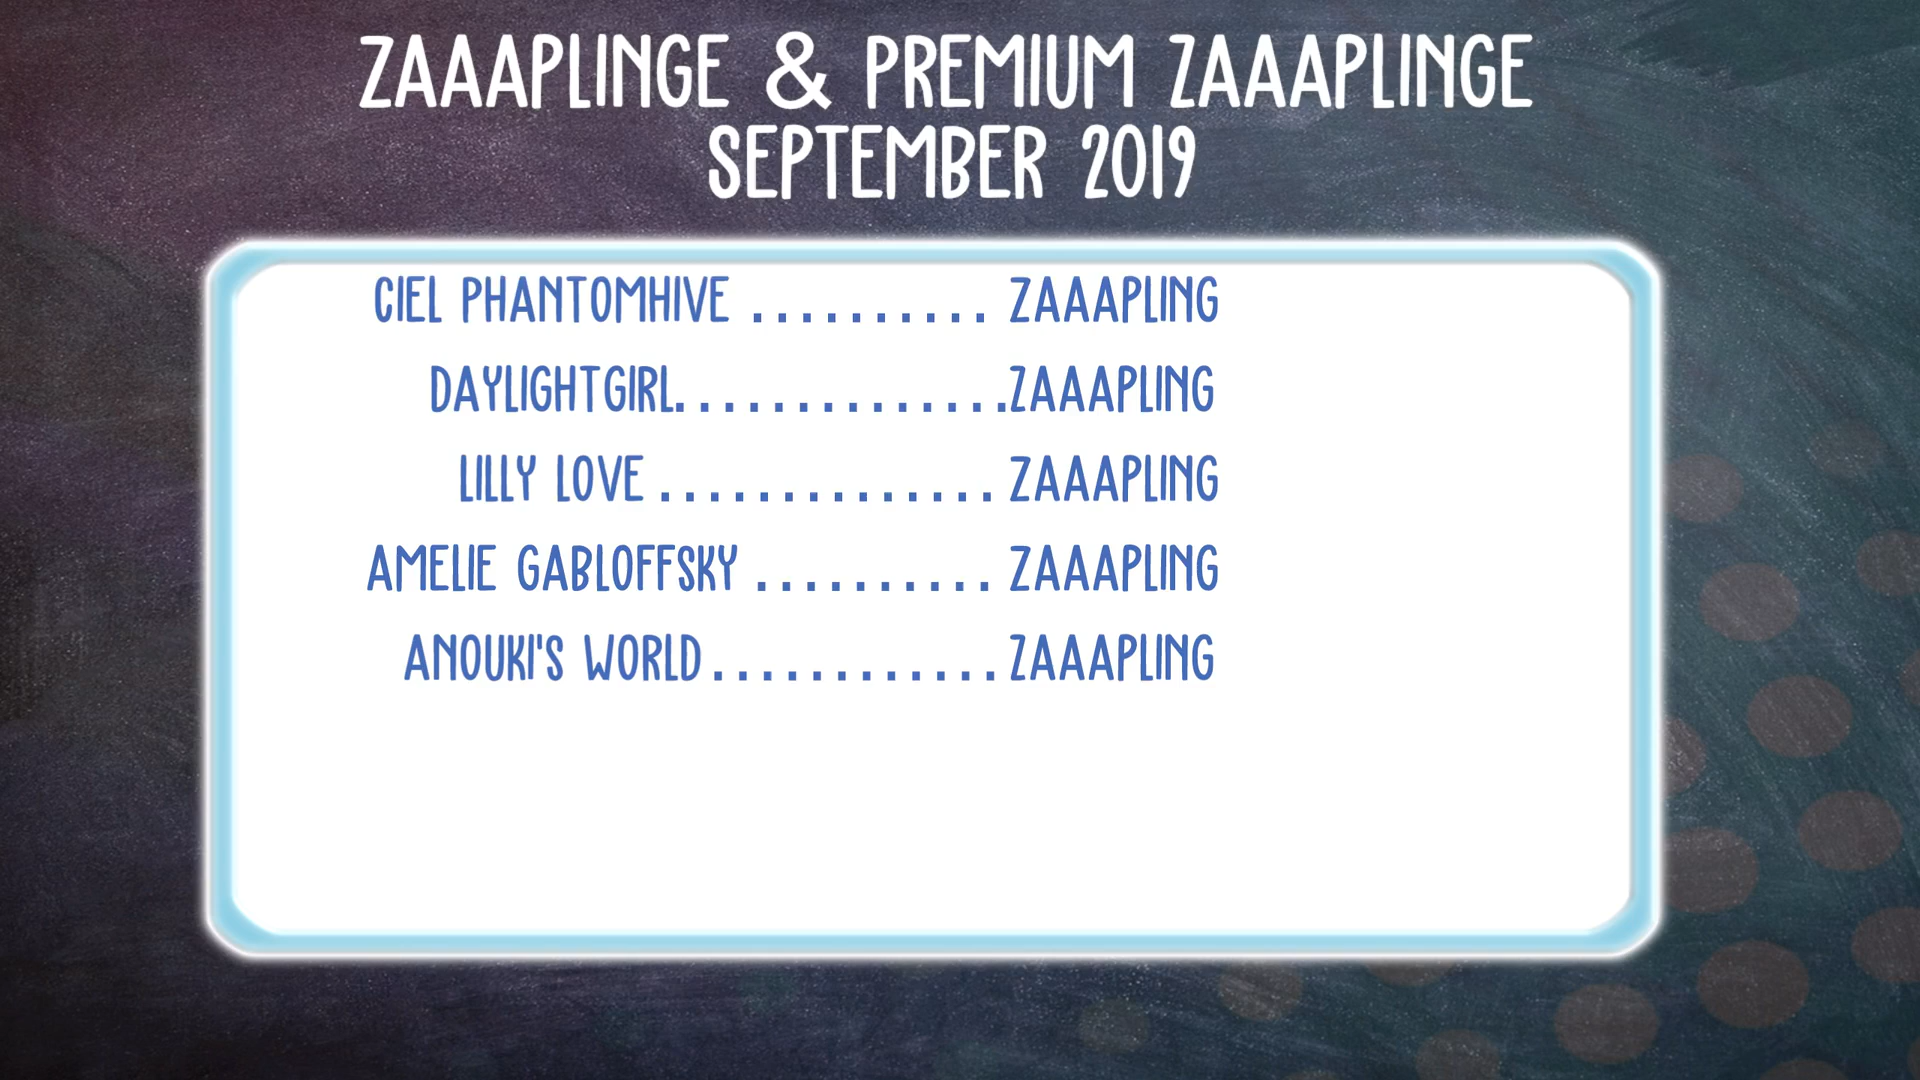 ZAAAPLINGE & PREMIUM ZAAAPLINGE
SEPTEMBER 2019
CIEL PHANTOMHIVE .......... ZAAAPLING
DAYLIGHTGIRL..............ZAAAPLING
LILLY LOVE .............. ZAAAPLING
AMELIE GABLOFFSKY .......... ZAAAPLING
ANOUKI'S WORLD ............ ZAAAPLING